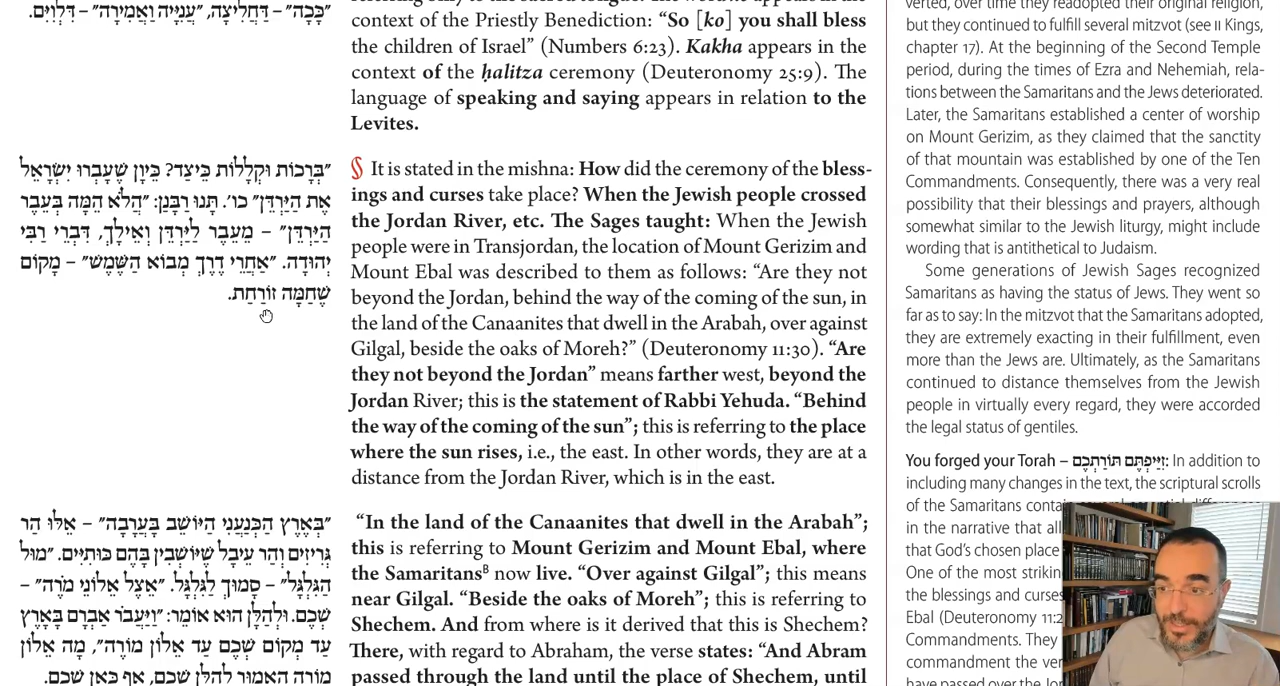 "כָּכָה" – דַּחֲלִיצָה, "עֲנִיָּיה וַאֲמִירָה" – דִּלְוִיִּם.
"בְּרָכוֹת וּקְלָלוֹת כֵּיצַד? כֵּיוָן שֶׁעָבְרוּ יִשְׂרָאֵל
אֶת הַיַּרְדֵּן" כו'. תָּנוּ רַבָּנַן: "הֲלֹא הֵמָּה בְּעֵבֶר
הַיַּרְדֵּן" – מֵעֵבֶר לַיַּרְדֵּן וְאֵילָךְ, דִּבְרֵי רַבִּי
יְהוּדָה. "אַחֲרֵי דֶּרֶךְ מְבוֹא הַשֶּׁמֶשׁ" – מָקוֹם
שֶׁחַמָּה זוֹרַחַת.
"בְּאֶרֶץ הַכְּנַעֲנִי הַיּוֹשֵׁב בָּעֲרָבָה" – אֵלּוּ הַר
גְּרִיזִים וְהַר עֵיבָל שֶׁיּוֹשְׁבִין בָּהֶם כּוּתִיִּים. "מוּל
הַגִּלְגָּל" – סָמוּךְ לַגִּלְגָּל. "אֵצֶל אֵלוֹנֵי מֹרֶה" –
שְׁכֶם. וּלְהַלָּן הוּא אוֹמֵר: "וַיַּעֲבֹר אַבְרָם בָּאָרֶץ
עַד מְקוֹם שְׁכֶם עַד אֵלוֹן מוֹרֶה", מָה אֵלוֹן
מוֹרֶה הָאָמוּר לְהַלָּן שְׁכֶם, אַף כָּאן שְׁכֶם.
context of the Priestly Benediction: “So [ko] you shall bless
the children of Israel” (Numbers 6:23). Kakha appears in the
context of the ḥalitza ceremony (Deuteronomy 25:9). The
language of speaking and saying appears in relation to the
Levites.
§ It is stated in the mishna: How did the ceremony of the bless-
ings and curses take place? When the Jewish people crossed
the Jordan River, etc. The Sages taught: When the Jewish
people were in Transjordan, the location of Mount Gerizim and
Mount Ebal was described to them as follows: “Are they not
beyond the Jordan, behind the way of the coming of the sun, in
the land of the Canaanites that dwell in the Arabah, over against
Gilgal, beside the oaks of Moreh?” (Deuteronomy 11:30). “Are
they not beyond the Jordan” means farther west, beyond the
Jordan River; this is the statement of Rabbi Yehuda. “Behind
the way of the coming of the sun”; this is referring to the place
where the sun rises, i.e., the east. In other words, they are at a
distance from the Jordan River, which is in the east.
“In the land of the Canaanites that dwell in the Arabah”;
this is referring to Mount Gerizim and Mount Ebal, where
the Samaritansᴮ now live. “Over against Gilgal”; this means
near Gilgal. “Beside the oaks of Moreh”; this is referring to
Shechem. And from where is it derived that this is Shechem?
There, with regard to Abraham, the verse states: “And Abram
passed through the land until the place of Shechem, until
verted, over time they readopted their original religion,
but they continued to fulfill several mitzvot (see II Kings,
chapter 17). At the beginning of the Second Temple
period, during the times of Ezra and Nehemiah, rela-
tions between the Samaritans and the Jews deteriorated.
Later, the Samaritans established a center of worship
on Mount Gerizim, as they claimed that the sanctity
of that mountain was established by one of the Ten
Commandments. Consequently, there was a very real
possibility that their blessings and prayers, although
somewhat similar to the Jewish liturgy, might include
wording that is antithetical to Judaism.
Some generations of Jewish Sages recognized
Samaritans as having the status of Jews. They went so
far as to say: In the mitzvot that the Samaritans adopted,
they are extremely exacting in their fulfillment, even
more than the Jews are. Ultimately, as the Samaritans
continued to distance themselves from the Jewish
people in virtually every regard, they were accorded
the legal status of gentiles.
You forged your Torah – זִיַּיפְתֶּם תּוֹרַתְכֶם: In addition to
including many changes in the text, the scriptural scrolls
of the Samaritans
in the narrative that all
that God’s chosen place
One of the most
the blessings and curses
Ebal (Deuteronomy
Commandments. They
commandment the
have passed over the